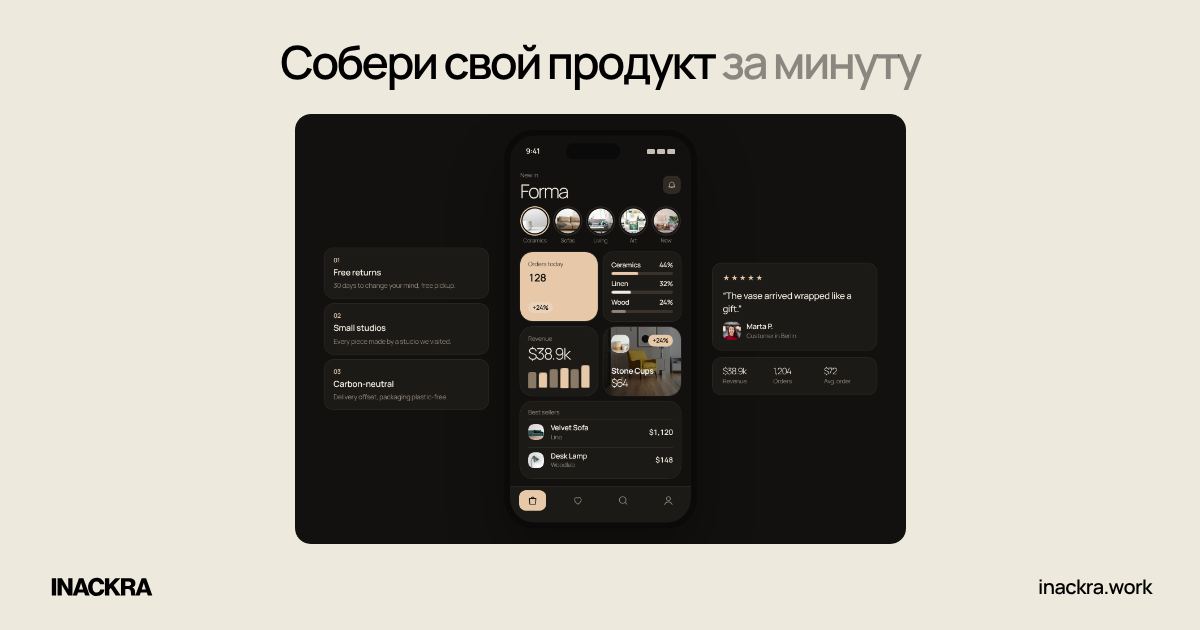 Собери свой продукт за минуту
9:41
New in
Forma
Ceramics
Sofas
Living
Art
New
Orders today
128
+24%
Ceramics 44%
Linen 32%
Wood 24%
Revenue
$38.9k
+24%
Stone Cups
$64
Best sellers
Velvet Sofa
Line
$1,120
Desk Lamp
Woodlab
$148
01
Free returns
30 days to change your mind, free pickup.
02
Small studios
Every piece made by a studio we visited.
03
Carbon-neutral
Delivery offset, packaging plastic-free
★★★★★
“The vase arrived wrapped like a
gift.”
Marta P.
Customer in Berlin
$38.9k
Revenue
1,204
Orders
$72
Avg. order
INACKRA
inackra.work